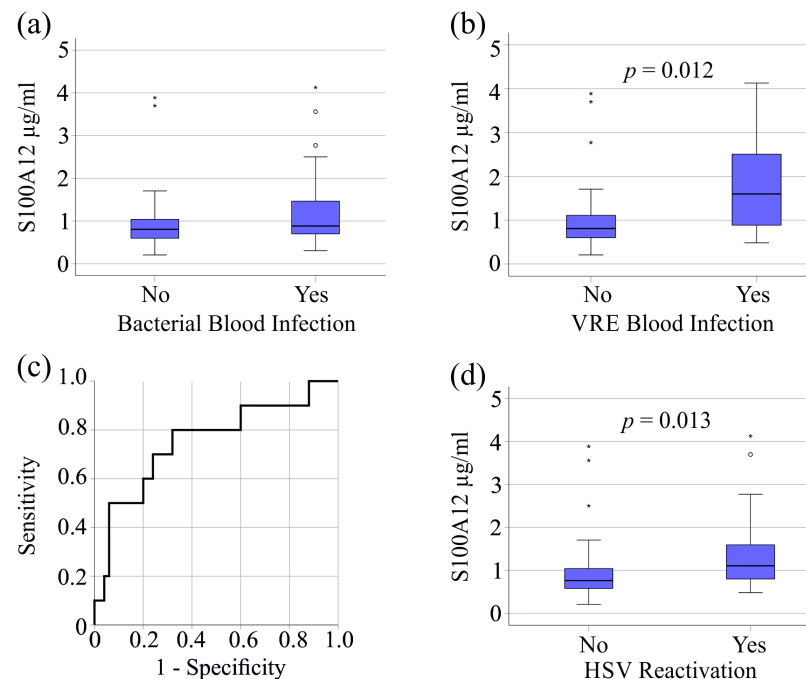 (a)
5
4
3
2
1
0
S100A12 µg/ml
No Yes
Bacterial Blood Infection
(b)
p = 0.012
5
4
3
2
1
0
S100A12 µg/ml
No Yes
VRE Blood Infection
(c)
1.0
0.8
0.6
0.4
0.2
0
Sensitivity
0 0.2 0.4 0.6 0.8 1.0
1 - Specificity
(d)
p = 0.013
5
4
3
2
1
0
S100A12 µg/ml
No Yes
HSV Reactivation